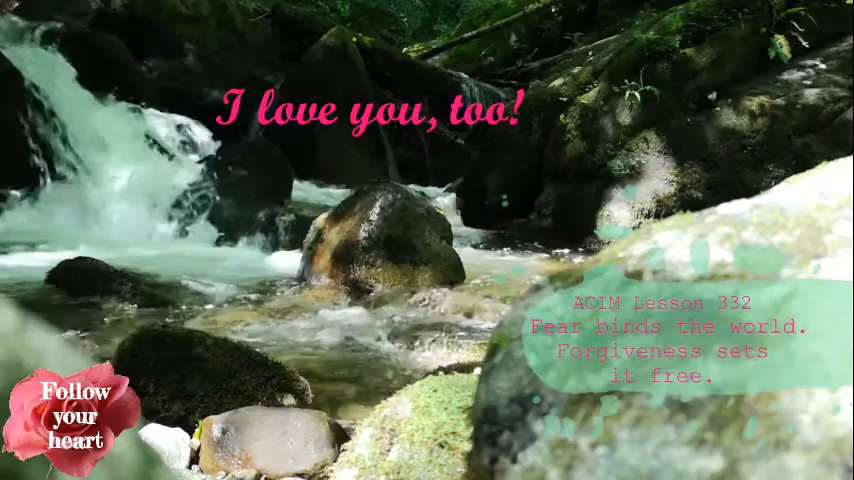 I love you, too!
ACIM Lesson 332
Fear binds the world.
Forgiveness sets
it free.
Follow
your
heart